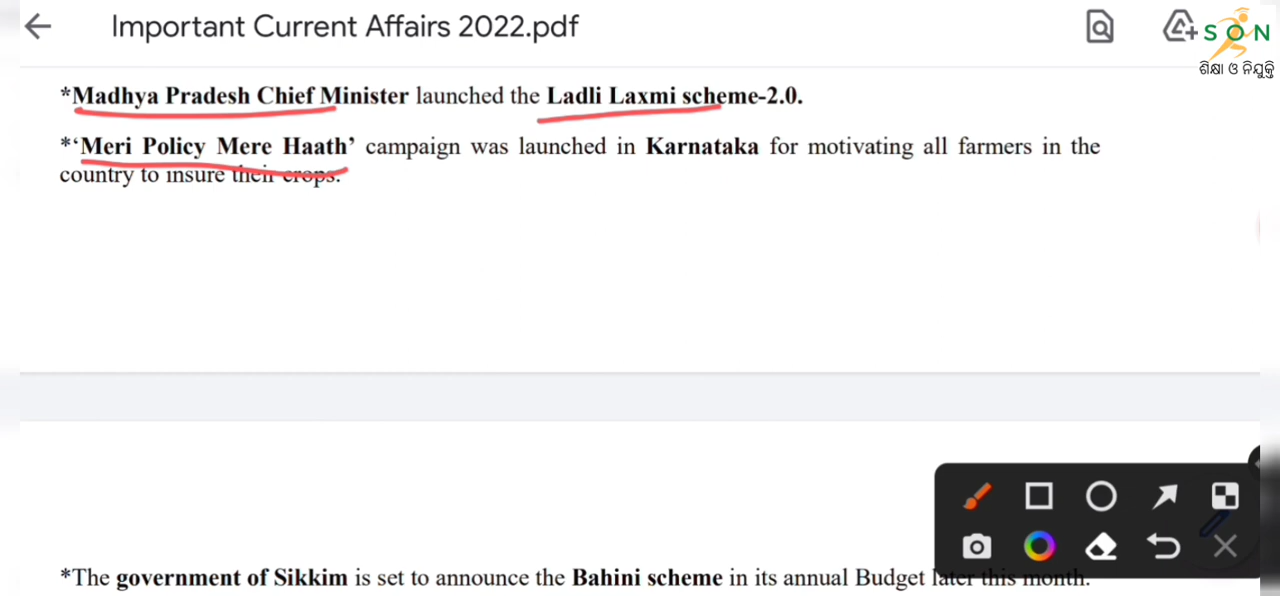 Important Current Affairs 2022.pdf
SON
ଶିକ୍ଷା ଓ ନିଯୁକ୍ତି
*Madhya Pradesh Chief Minister launched the Ladli Laxmi scheme-2.0.
*‘Meri Policy Mere Haath’ campaign was launched in Karnataka for motivating all farmers in the
country to insure their crops.
*The government of Sikkim is set to announce the Bahini scheme in its annual Budget later this month.